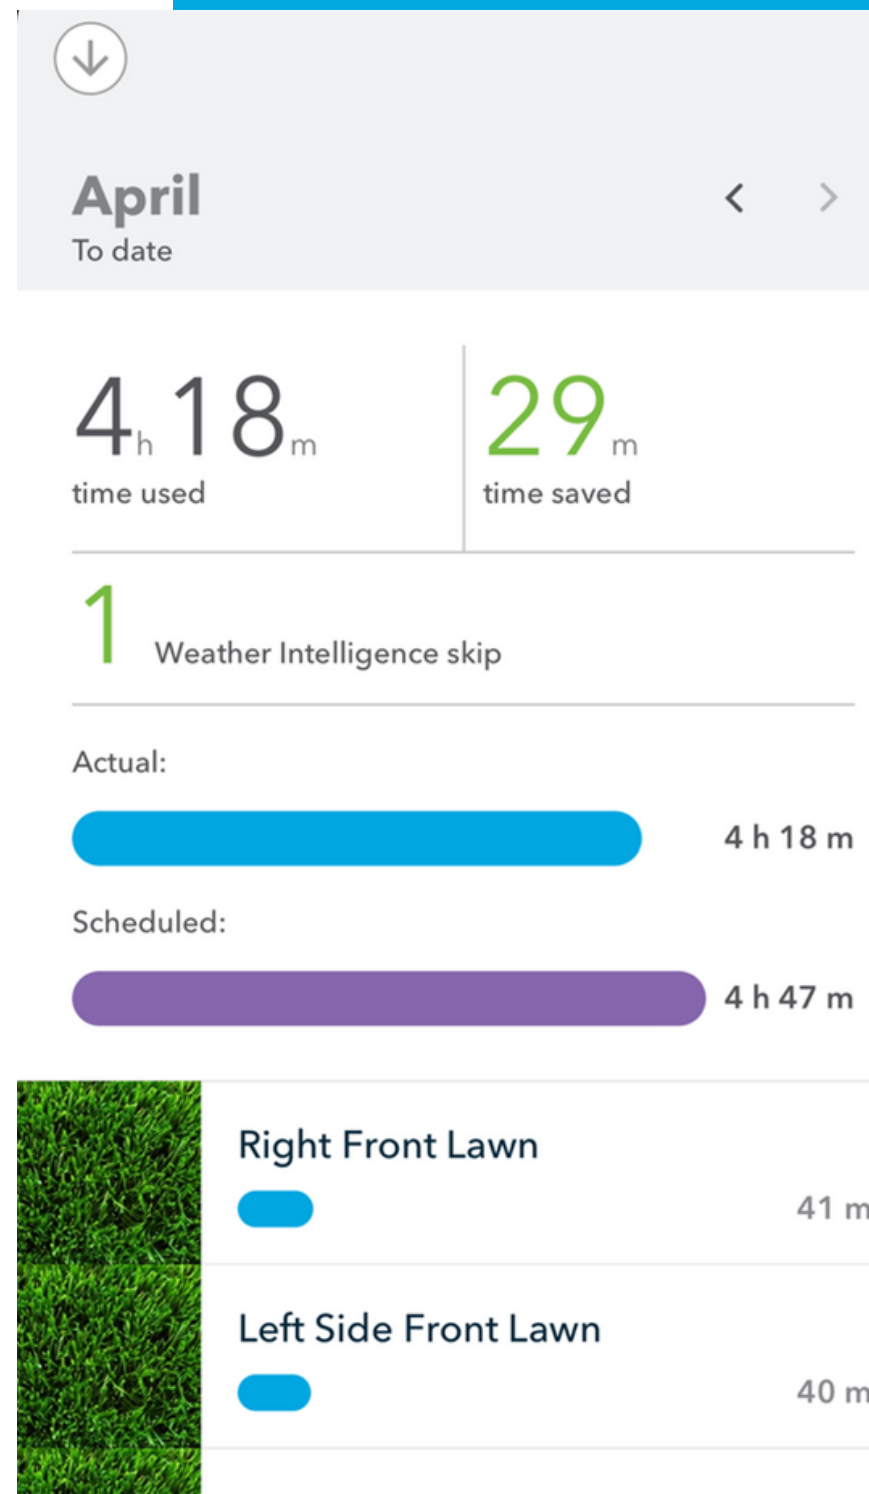 April
To date
4h 18m
29m
time used
time saved
1 Weather Intelligence skip
Actual:
4 h 18 m
Scheduled:
4 h 47 m
Right Front Lawn
41 m
Left Side Front Lawn
40 m